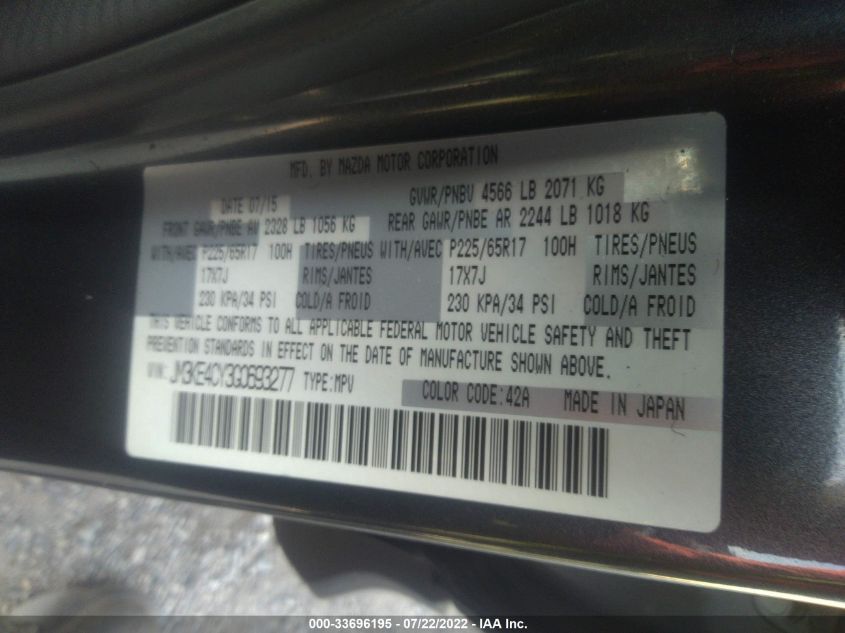 MFD. BY MAZDA MOTOR CORPORATION
DATE 07/15 GVWR/PNBV 4566 LB 2071 KG
FRONT GAWR/PNBE AV 2328 LB 1056 KG REAR GAWR/PNBE AR 2244 LB 1018 KG
WITH/AVEC P225/65R17 100H TIRES/PNEUS WITH/AVEC P225/65R17 100H TIRES/PNEUS
17X7J RIMS/JANTES 17X7J RIMS/JANTES
230 KPA/34 PSI COLD/A FROID 230 KPA/34 PSI COLD/A FROID
THIS VEHICLE CONFORMS TO ALL APPLICABLE FEDERAL MOTOR VEHICLE SAFETY AND THEFT
PREVENTION STANDARDS IN EFFECT ON THE DATE OF MANUFACTURE SHOWN ABOVE.
VIN: JM3KE4CY3G0693277 TYPE:MPV COLOR CODE:42A MADE IN JAPAN
000-33696195 - 07/22/2022 - IAA Inc.